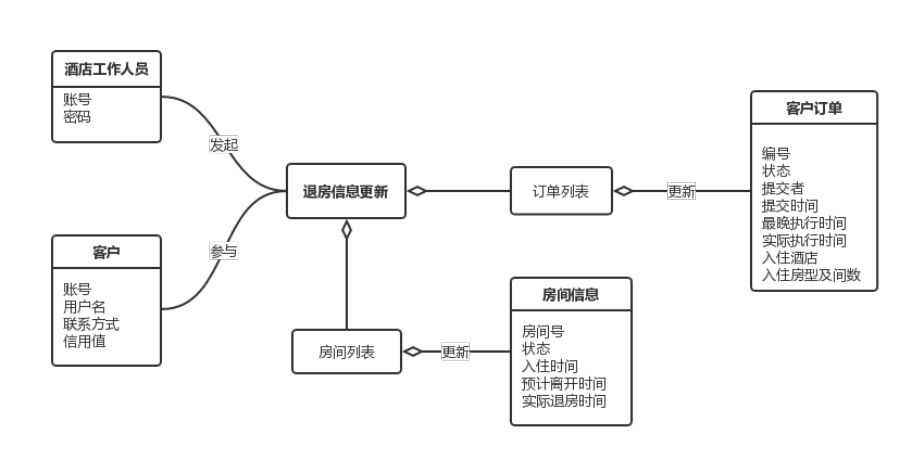 酒店工作人员
账号
密码
发起
客户
账号
用户名
联系方式
信用值
参与
退房信息更新
订单列表
更新
客户订单
编号
状态
提交者
提交时间
最晚执行时间
实际执行时间
入住酒店
入住房型及间数
房间列表
更新
房间信息
房间号
状态
入住时间
预计离开时间
实际退房时间